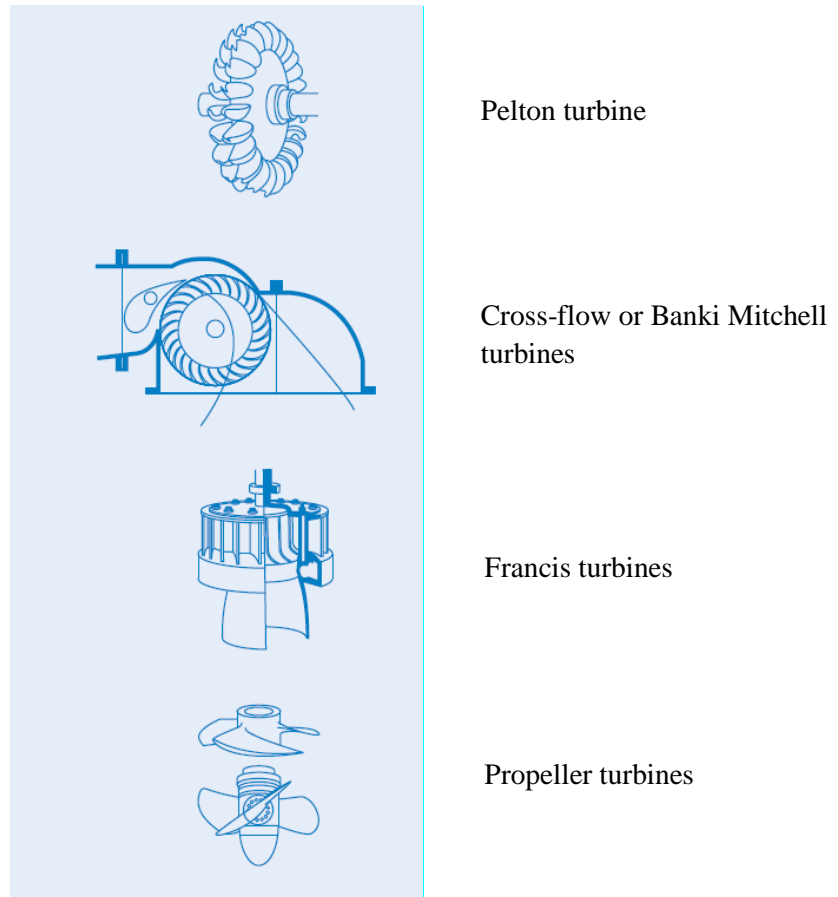 Pelton turbine
Cross-flow or Banki Mitchell
turbines
Francis turbines
Propeller turbines